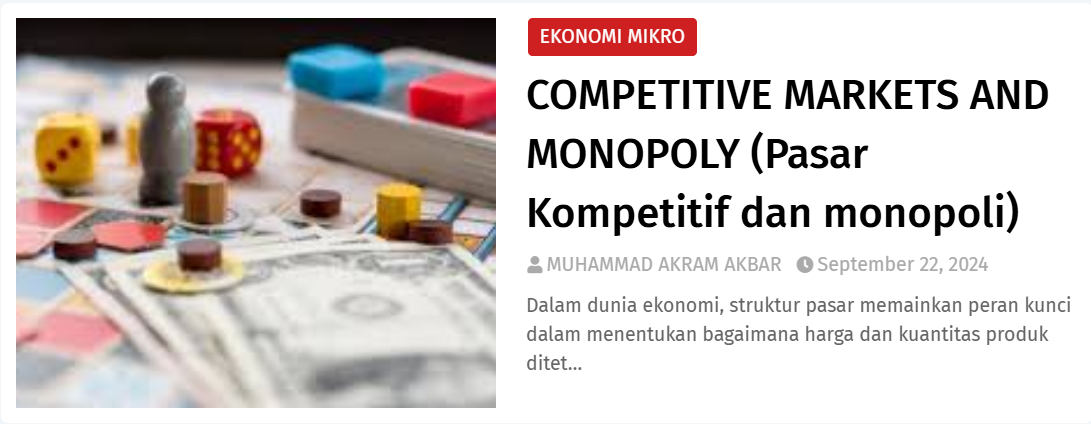 EKONOMI MIKRO
COMPETITIVE MARKETS AND
MONOPOLY (Pasar
Kompetitif dan monopoli)
MUHAMMAD AKRAM AKBAR September 22, 2024
Dalam dunia ekonomi, struktur pasar memainkan peran kunci
dalam menentukan bagaimana harga dan kuantitas produk
ditet...